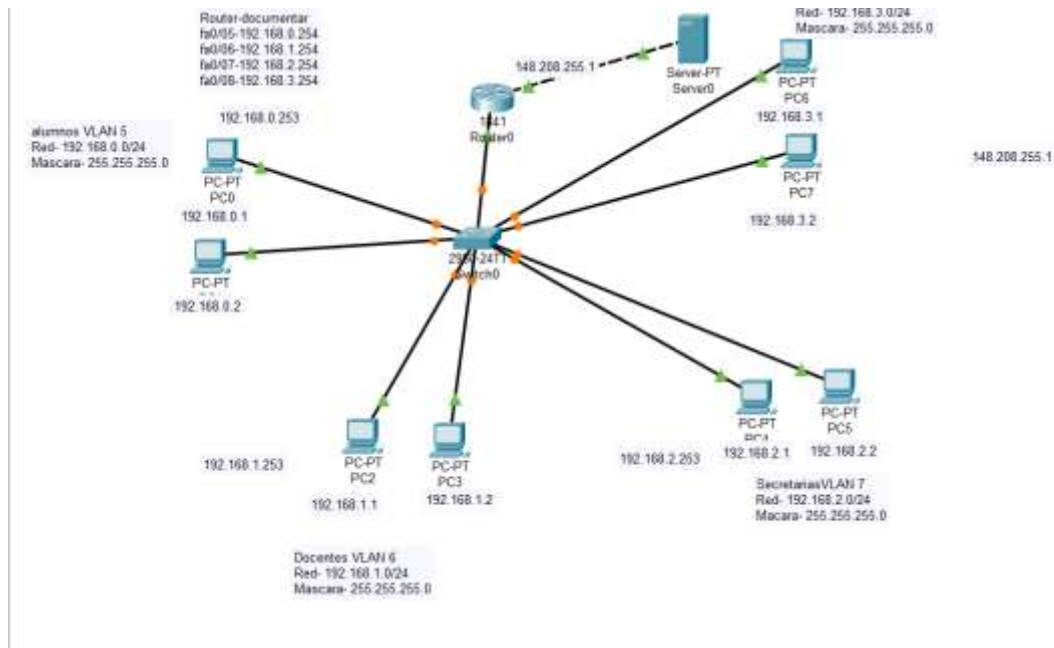 Router-documentar
fa0/05-192.168.0.254
fa0/06-192.168.1.254
fa0/07-192.168.2.254
fa0/08-192.168.3.254
Red- 192.168.3.0/24
Mascara- 255.255.255.0
148.208.255.1
Server-PT
Server0
PC-PT
PC6
192.168.3.1
192.168.0.253
1841
Router0
alumnos VLAN 5
Red- 192.168.0.0/24
Mascara- 255.255.255.0
PC-PT
PC0
192.168.0.1
PC-PT
PC7
192.168.3.2
148.208.255.1
Switch0
PC-PT
192.168.0.2
PC-PT
PC2
192.168.1.253
192.168.1.1
PC-PT
PC3
192.168.1.2
PC-PT
192.168.2.253
192.168.2.1
PC-PT
PC5
192.168.2.2
SecretariasVLAN 7
Red- 192.168.2.0/24
Macara- 255.255.255.0
Docentes VLAN 6
Red- 192.168.1.0/24
Mascara- 255.255.255.0